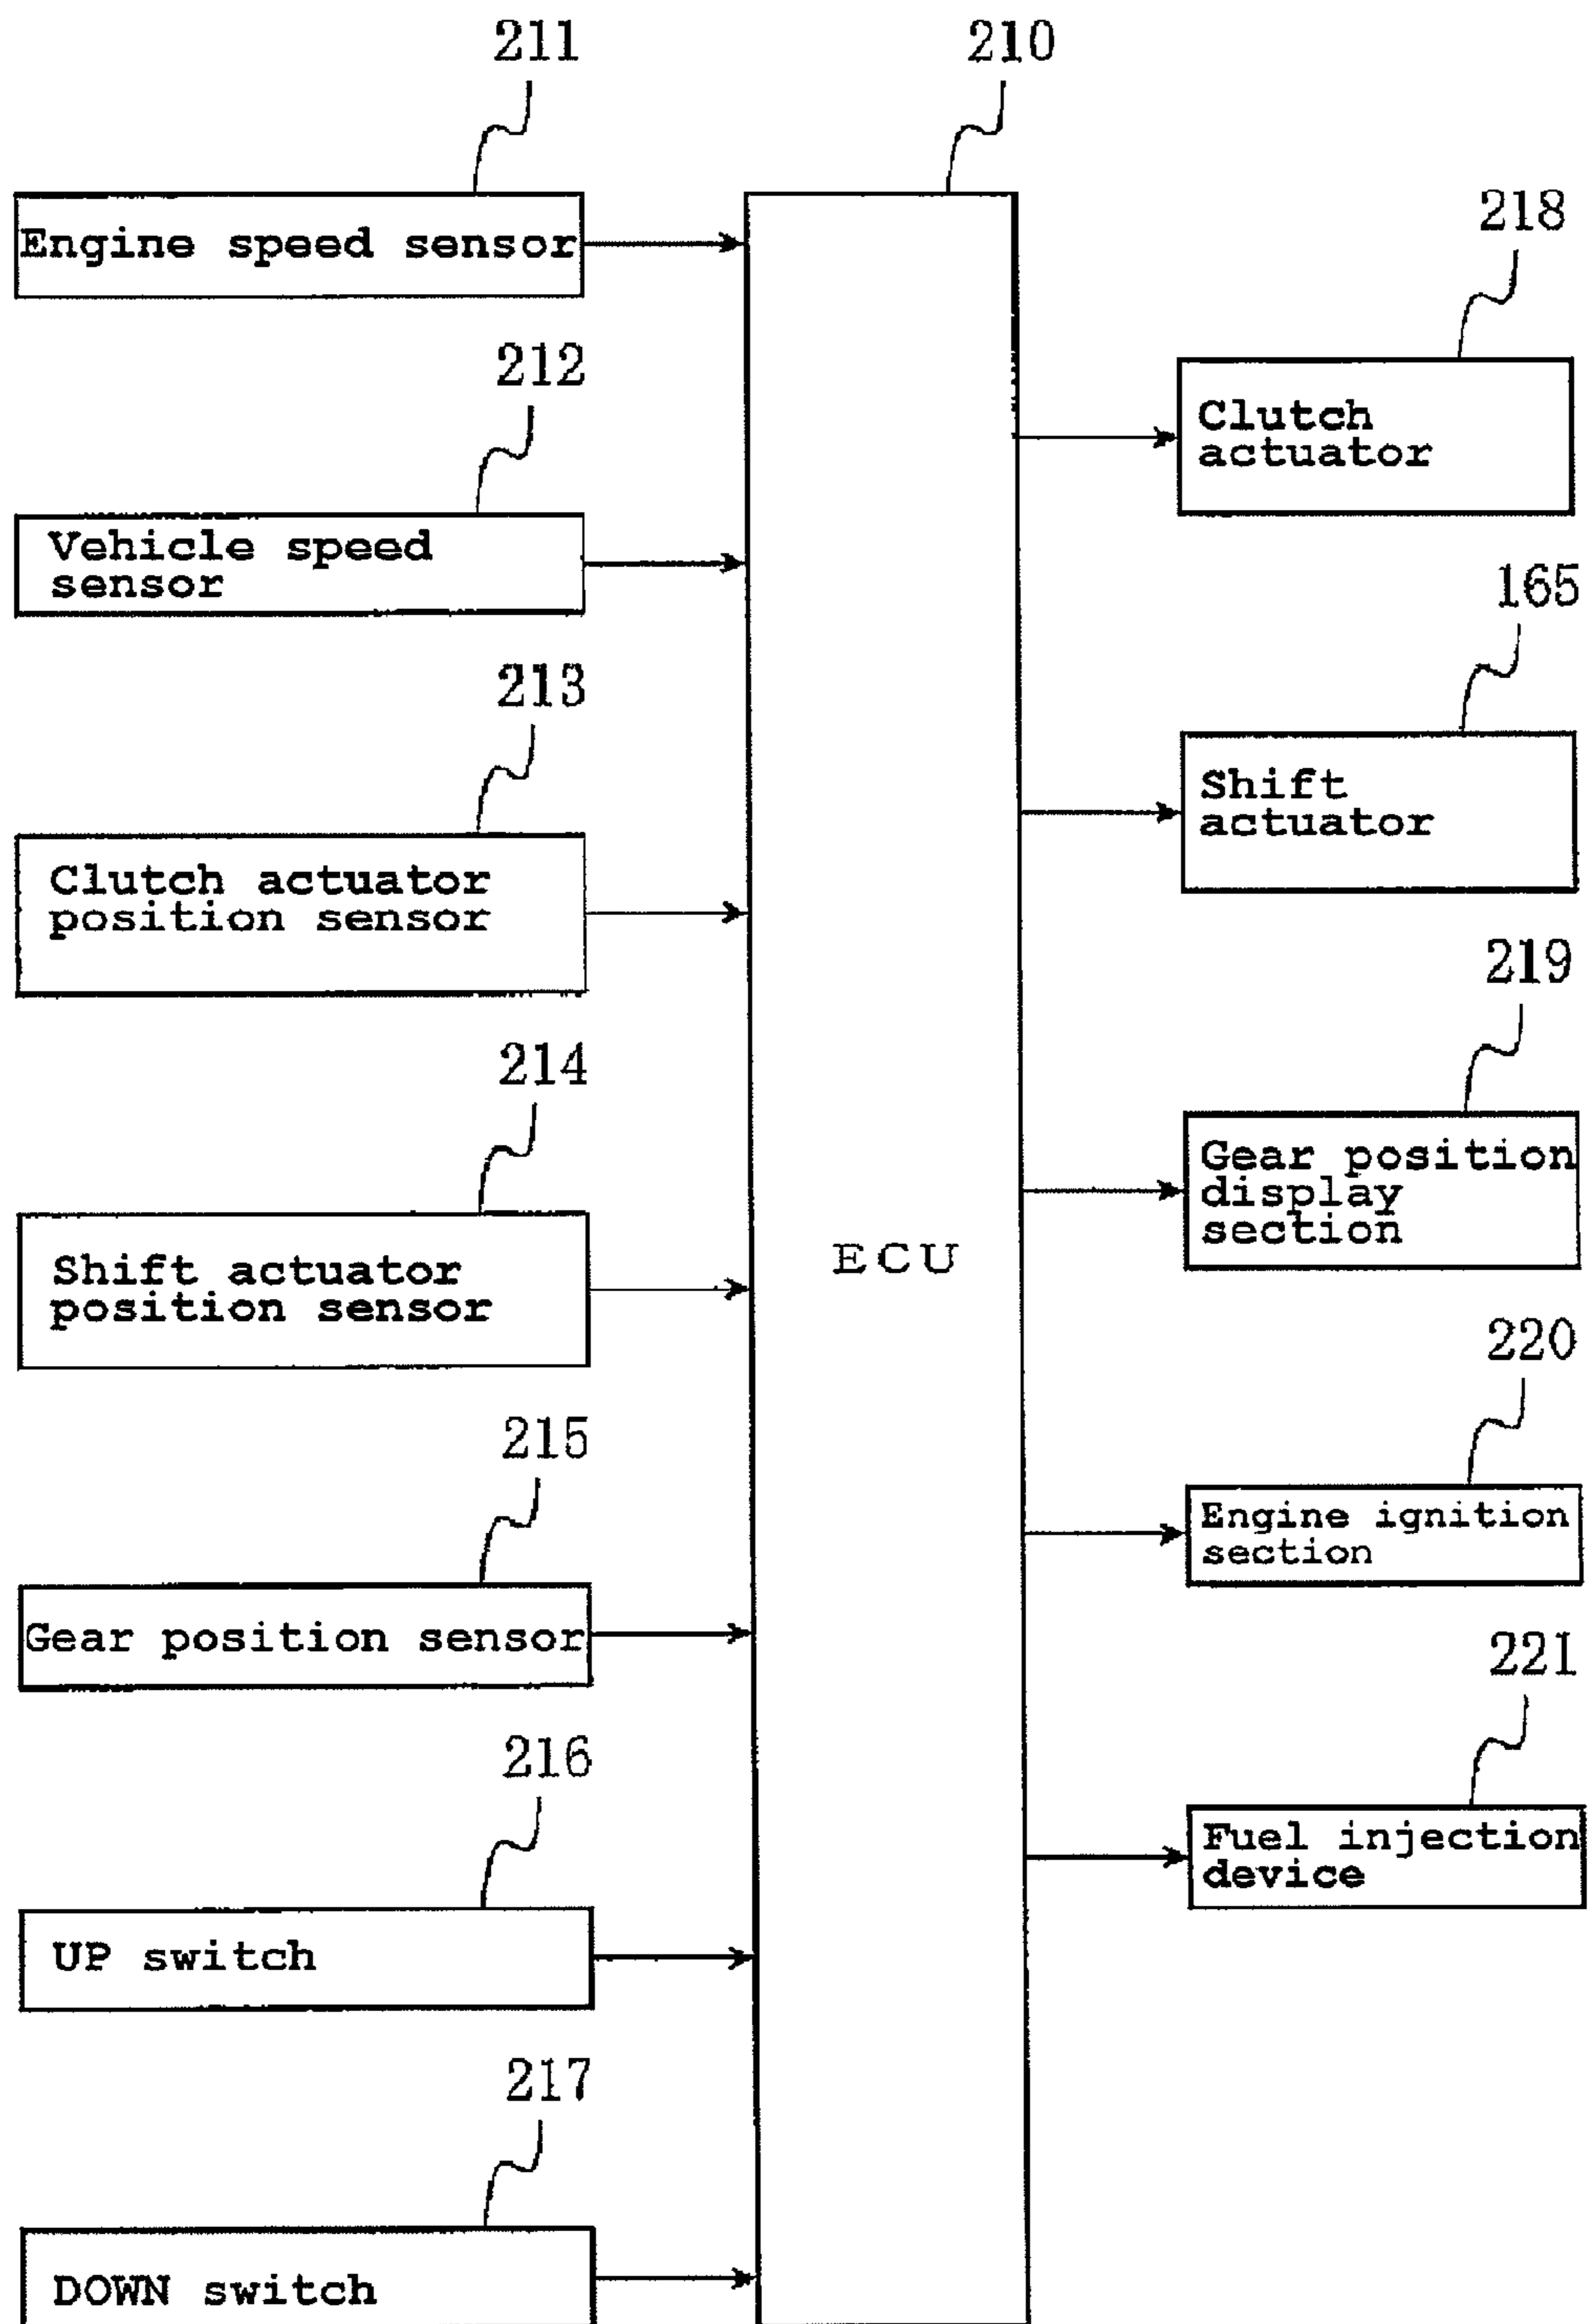 211
210
Engine speed sensor
218
212
Clutch
actuator
Vehicle speed
sensor
165
213
Shift
actuator
Clutch actuator
position sensor
219
214
Gear position
display
section
ECU
Shift actuator
position sensor
220
215
Engine ignition
section
Gear position sensor
221
216
Fuel injection
device
UP switch
217
DOWN switch